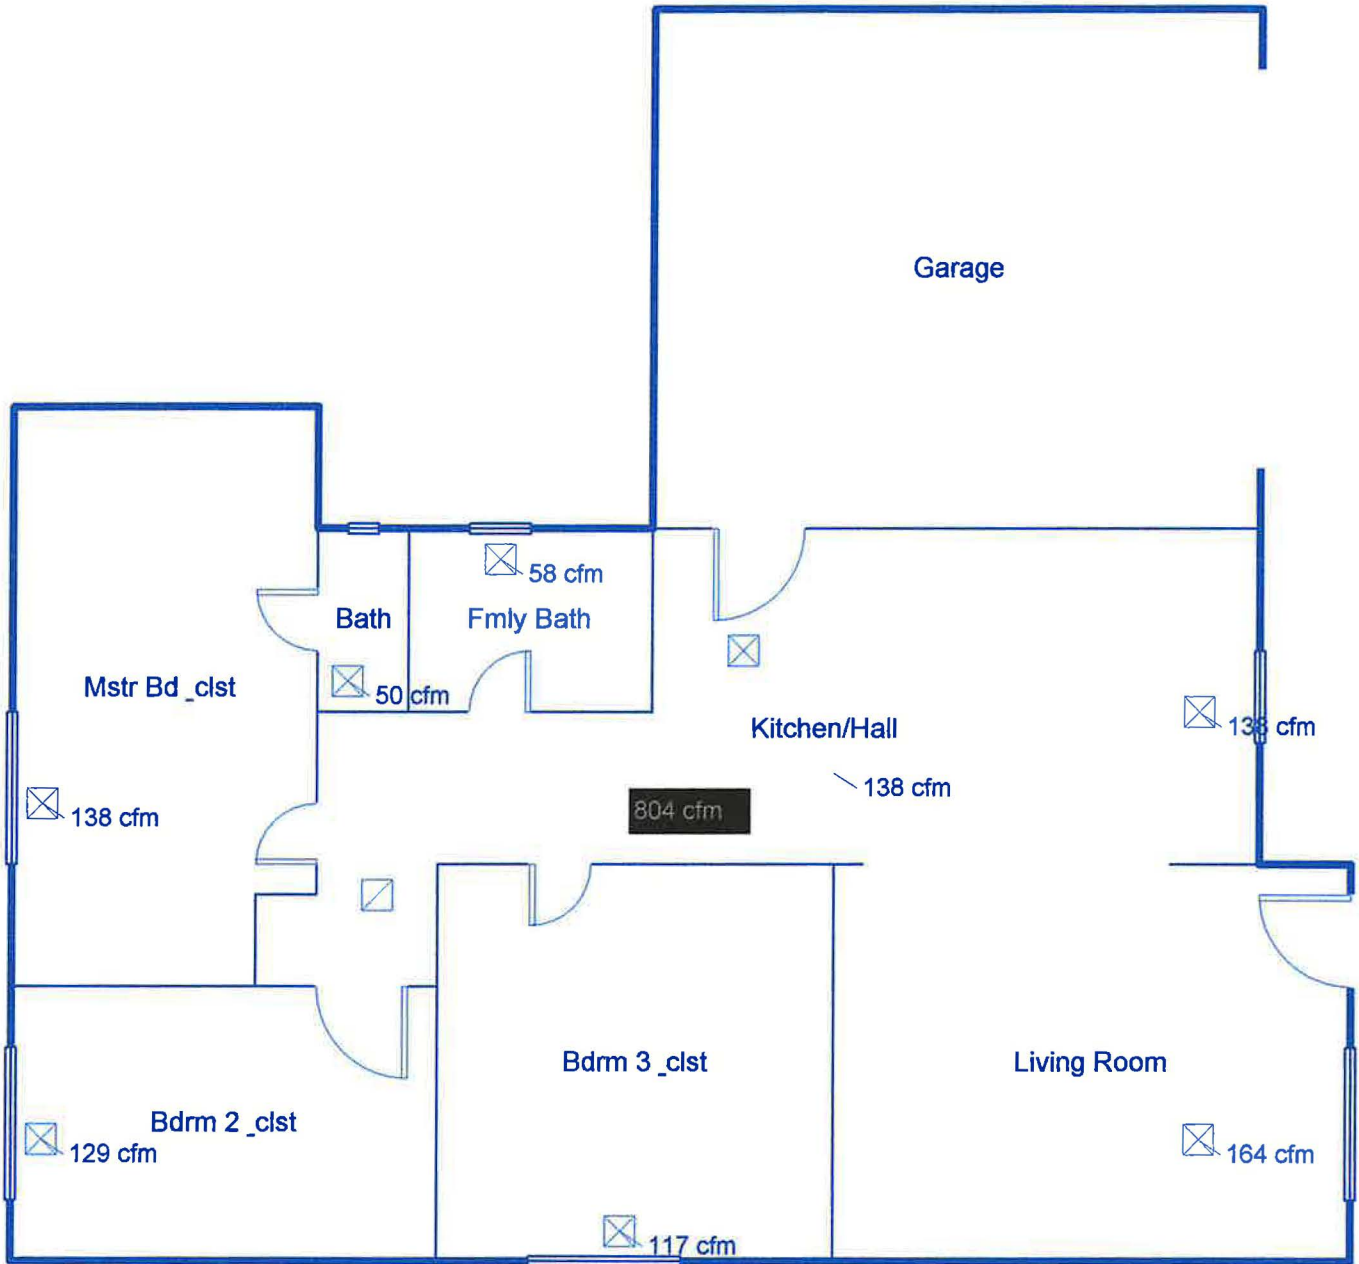 Garage
58 cfm
Bath
Fmly Bath
Mstr Bd _clst
50 cfm
Kitchen/Hall
138 cfm
138 cfm
804 cfm
138 cfm
Bdrm 3 _clst
Living Room
Bdrm 2 _clst
129 cfm
164 cfm
117 cfm